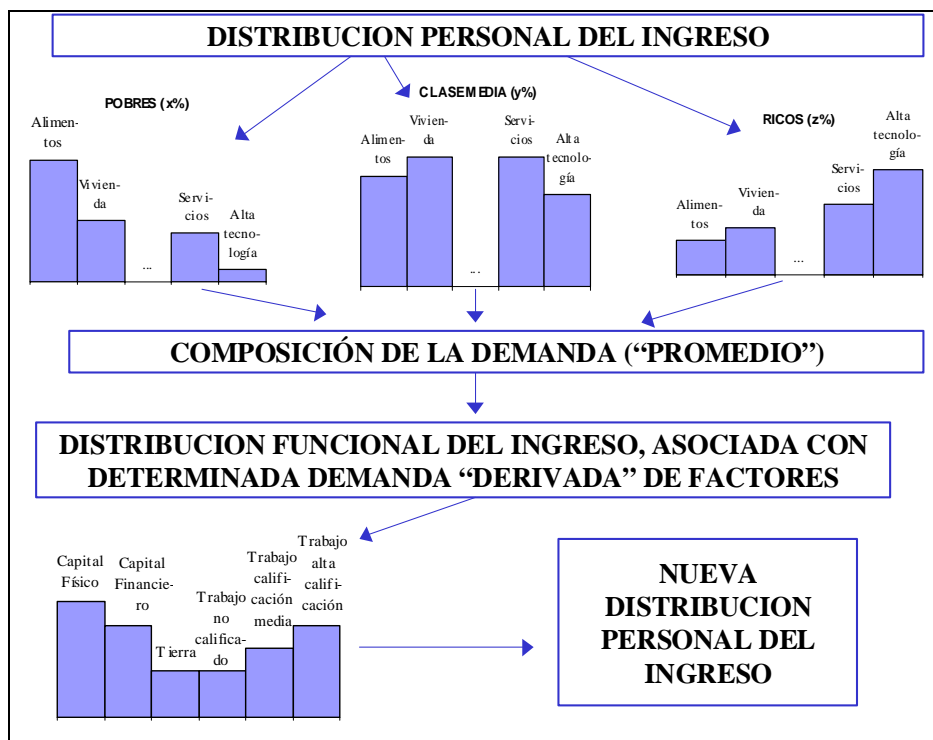 DISTRIBUCION PERSONAL DEL INGRESO
POBRES (x%)
Alimen-
tos
Vivien-
da
...
Servi-
cios
Alta
tecno-
logía
CLASE MEDIA (y%)
Alimen-
tos
Vivien-
da
...
Servi-
cios
Alta
tecnolo-
gía
RICOS (z%)
Alimen-
tos
Vivien-
da
...
Servi-
cios
Alta
tecnolo-
gía
COMPOSICIÓN DE LA DEMANDA (“PROMEDIO”)
DISTRIBUCION FUNCIONAL DEL INGRESO, ASOCIADA CON
DETERMINADA DEMANDA “DERIVADA” DE FACTORES
Capital
Físico
Capital
Financie-
ro
Tierra
Trabajo
no
califica-
do
Trabajo
califi-
cación
media
Trabajo
alta
calificación
NUEVA
DISTRIBUCION
PERSONAL DEL
INGRESO